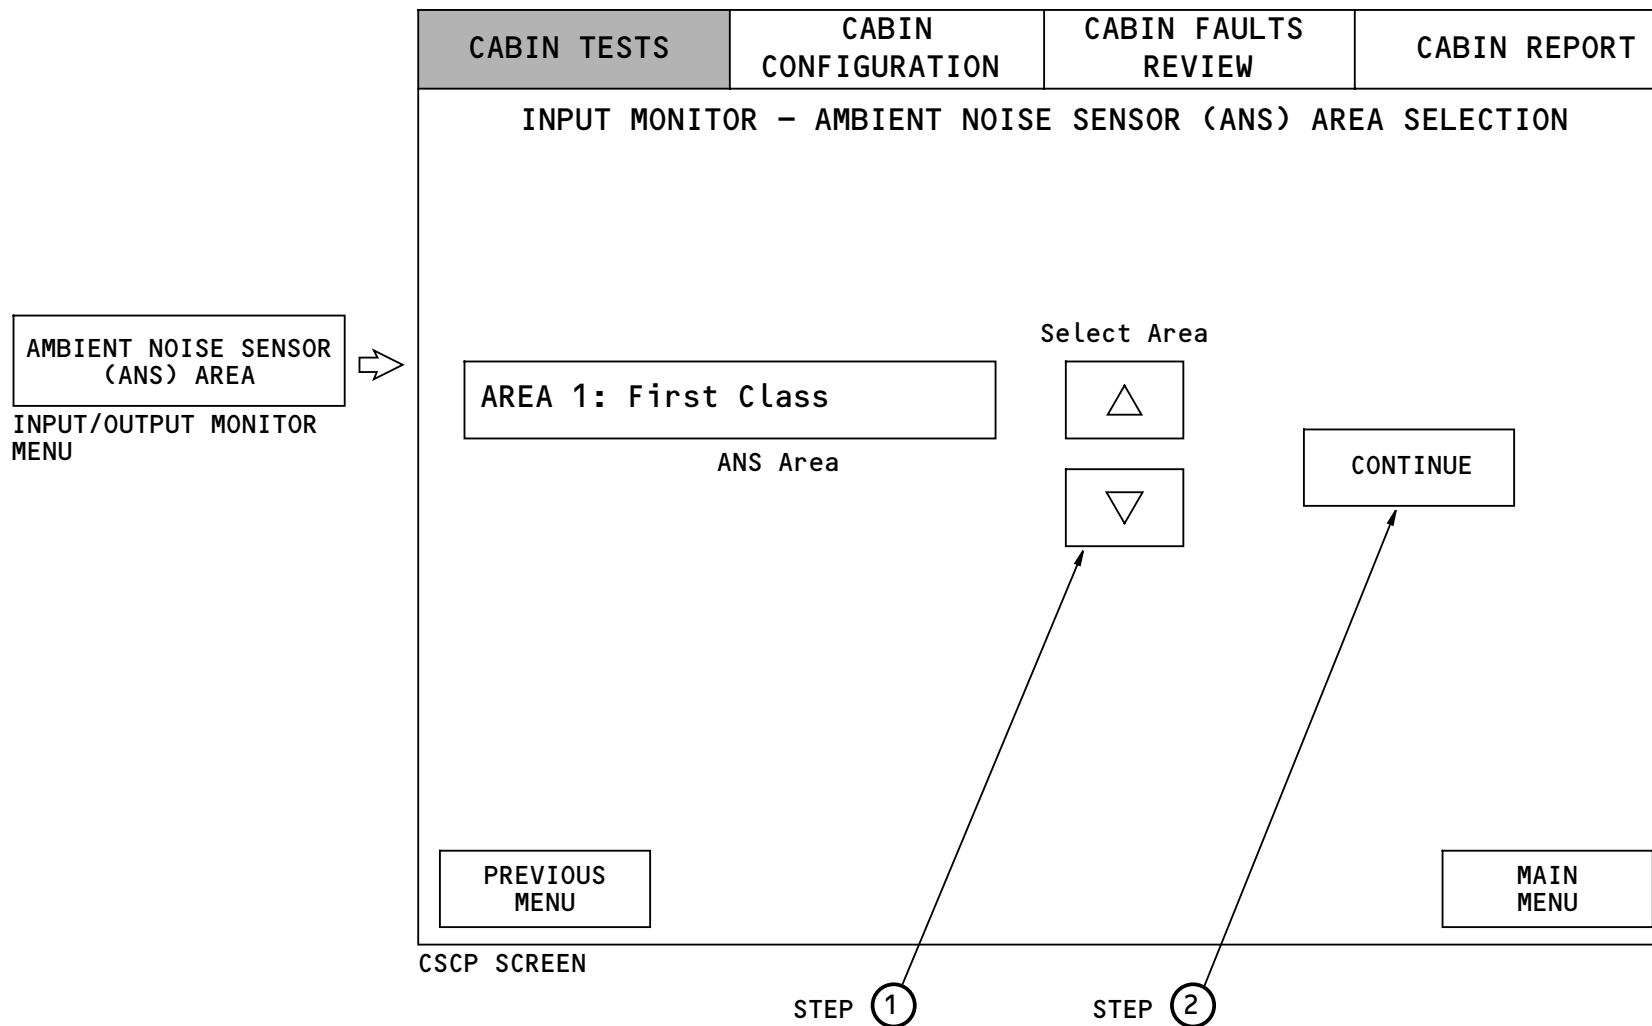 CABIN TESTS
CABIN
CONFIGURATION
CABIN FAULTS
REVIEW
CABIN REPORT
INPUT MONITOR – AMBIENT NOISE SENSOR (ANS) AREA SELECTION
AMBIENT NOISE SENSOR
(ANS) AREA
INPUT/OUTPUT MONITOR
MENU
AREA 1: First Class
ANS Area
Select Area
CONTINUE
PREVIOUS
MENU
MAIN
MENU
CSCP SCREEN
STEP 1
STEP 2